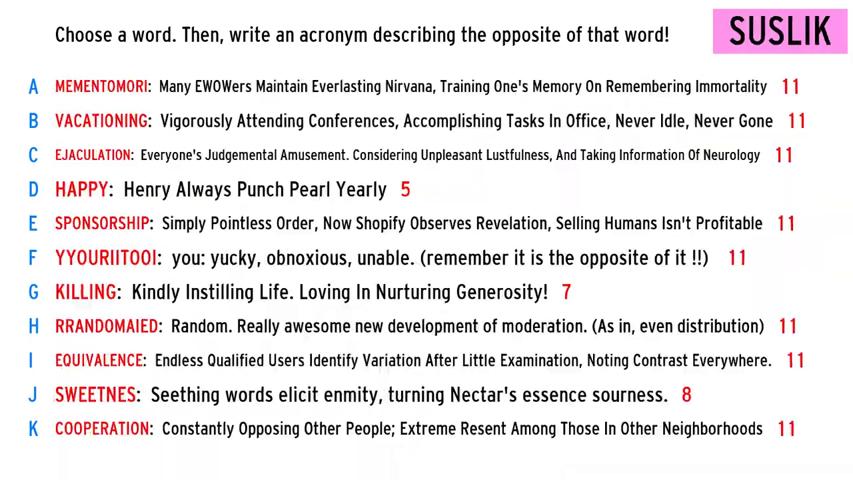 Choose a word. Then, write an acronym describing the opposite of that word! SUSLIK
A MEMENTOMORI: Many EWOWers Maintain Everlasting Nirvana, Training One's Memory On Remembering Immortality 11
B VACATIONING: Vigorously Attending Conferences, Accomplishing Tasks In Office, Never Idle, Never Gone 11
C EJACULATION: Everyone's Judgemental Amusement. Considering Unpleasant Lustfulness, And Taking Information Of Neurology 11
D HAPPY: Henry Always Punch Pearl Yearly 5
E SPONSORSHIP: Simply Pointless Order, Now Shopify Observes Revelation, Selling Humans Isn't Profitable 11
F YYOURIITOOI: you: yucky, obnoxious, unable. (remember it is the opposite of it !!) 11
G KILLING: Kindly Instilling Life. Loving In Nurturing Generosity! 7
H RRANDOMAIED: Random. Really awesome new development of moderation. (As in, even distribution) 11
I EQUIVALENCE: Endless Qualified Users Identify Variation After Little Examination, Noting Contrast Everywhere. 11
J SWEETNES: Seething words elicit enmity, turning Nectar's essence sourness. 8
K COOPERATION: Constantly Opposing Other People; Extreme Resent Among Those In Other Neighborhoods 11